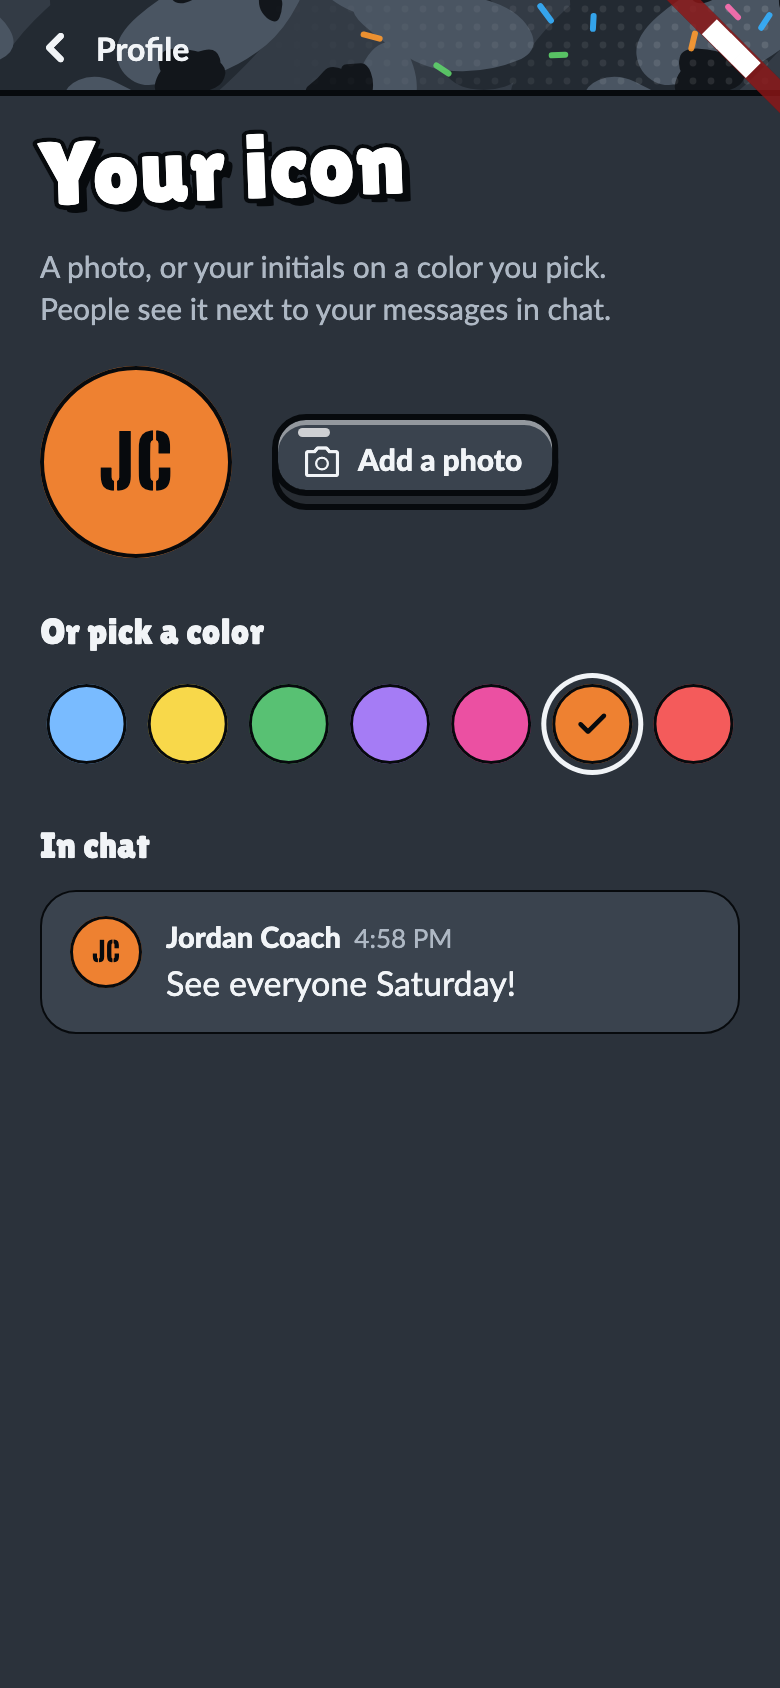 Profile
Your icon
A photo, or your initials on a color you pick.
People see it next to your messages in chat.
JC
Add a photo
Or pick a color
In chat
JC
Jordan Coach 4:58 PM
See everyone Saturday!